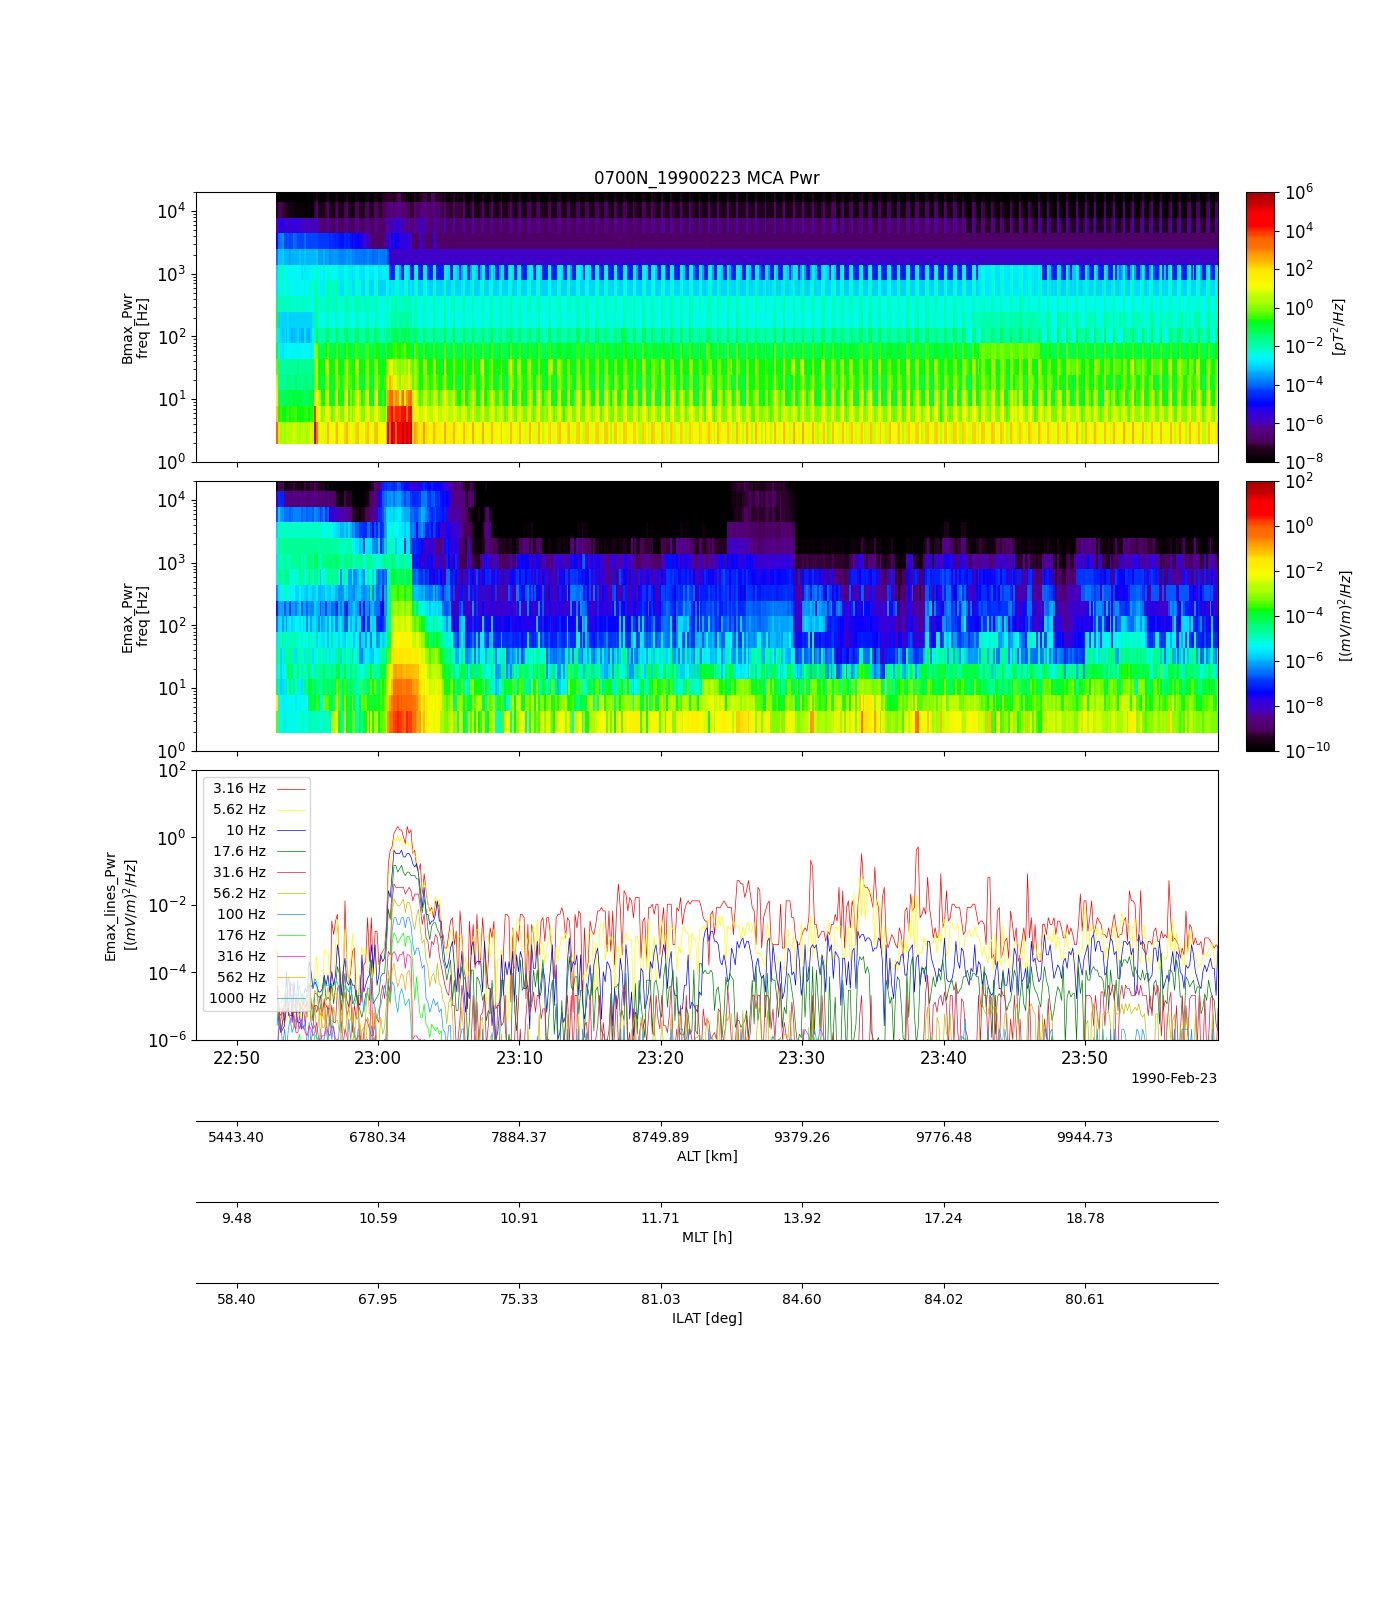 0700N_19900223 MCA Pwr
10^4
10^3
10^2
10^1
10^0
Bmax_Pwr
freq [Hz]
10^6
10^4
10^2
10^0
10^-2
10^-4
10^-6
10^-8
[pT^2/Hz]
10^4
10^3
10^2
10^1
10^0
Emax_Pwr
freq [Hz]
10^2
10^0
10^-2
10^-4
10^-6
10^-8
10^-10
[(mV/m)^2/Hz]
10^2
10^0
10^-2
10^-4
10^-6
Emax_lines_Pwr
[(mV/m)^2/Hz]
3.16 Hz
5.62 Hz
10 Hz
17.6 Hz
31.6 Hz
56.2 Hz
100 Hz
176 Hz
316 Hz
562 Hz
1000 Hz
22:50 23:00 23:10 23:20 23:30 23:40 23:50
1990-Feb-23
5443.40 6780.34 7884.37 8749.89 9379.26 9776.48 9944.73
ALT [km]
9.48 10.59 10.91 11.71 13.92 17.24 18.78
MLT [h]
58.40 67.95 75.33 81.03 84.60 84.02 80.61
ILAT [deg]